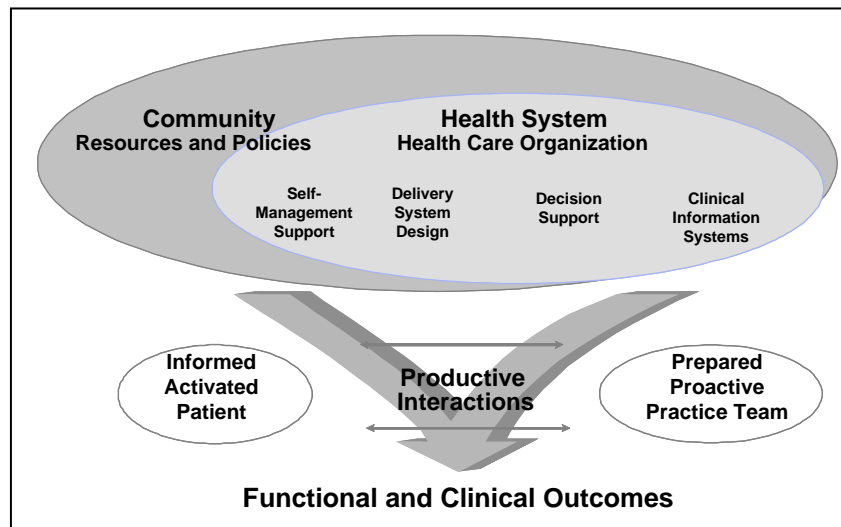 Community
Resources and Policies
Health System
Health Care Organization
Self-
Management
Support
Delivery
System
Design
Decision
Support
Clinical
Information
Systems
Informed
Activated
Patient
Productive
Interactions
Prepared
Proactive
Practice Team
Functional and Clinical Outcomes